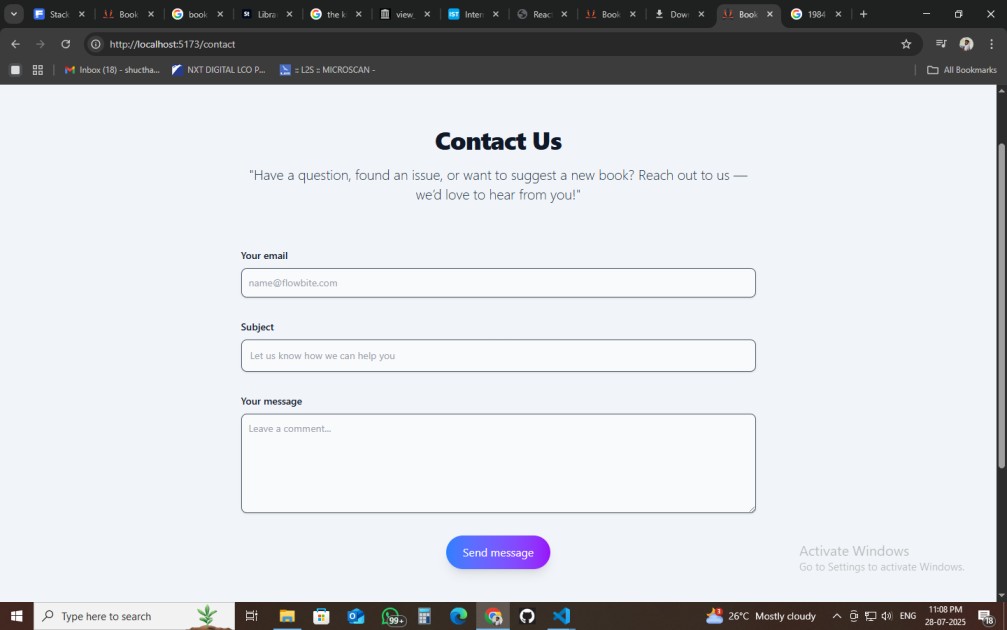 Stack
Book
book
Libra
the k
view_
Inter
Reac
Book
Dow
Book
1984
http://localhost:5173/contact
Inbox (18) - shuctha...
NXT DIGITAL LCO P...
:: L2S :: MICROSCAN -
All Bookmarks
Contact Us
"Have a question, found an issue, or want to suggest a new book? Reach out to us —
we'd love to hear from you!"
Your email
name@flowbite.com
Subject
Let us know how we can help you
Your message
Leave a comment...
Send message
Activate Windows
Go to Settings to activate Windows.
Type here to search
99+
26°C Mostly cloudy
ENG
11:08 PM
28-07-2025
18